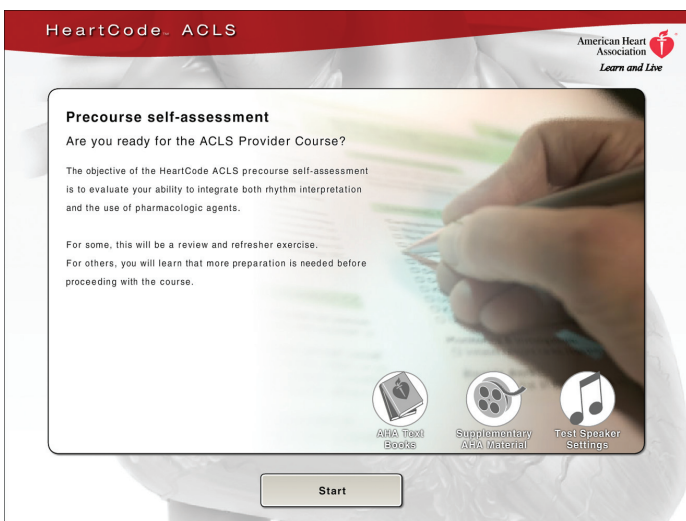 HeartCode™ ACLS
American Heart
Association
Learn and Live
Precourse self-assessment
Are you ready for the ACLS Provider Course?
The objective of the HeartCode ACLS precourse self-assessment
is to evaluate your ability to integrate both rhythm interpretation
and the use of pharmacologic agents.
For some, this will be a review and refresher exercise.
For others, you will learn that more preparation is needed before
proceeding with the course.
AHA Text
Books
Supplementary
AHA Material
Test Speaker
Settings
Start